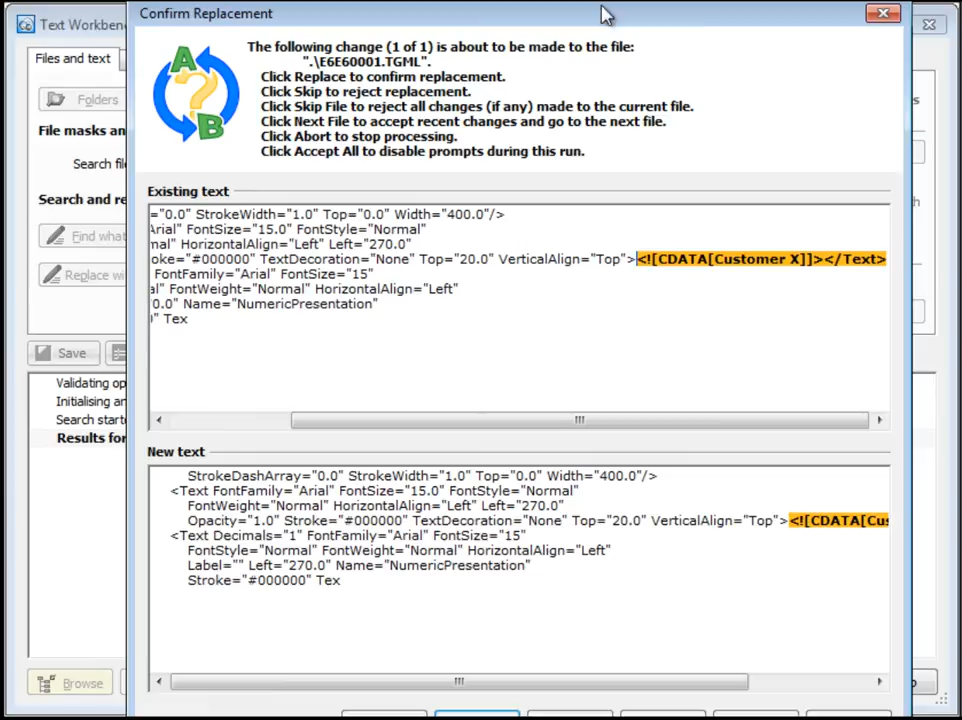 Text Workben
Confirm Replacement
Files and text
Folders
File masks an
Search file
Search and re
Find what
Replace wi
Save
Validating op
Initialising an
Search starte
Results for
Browse
The following change (1 of 1) is about to be made to the file:
".\E6E60001.TGML".
Click Replace to confirm replacement.
Click Skip to reject replacement.
Click Skip File to reject all changes (if any) made to the current file.
Click Next File to accept recent changes and go to the next file.
Click Abort to stop processing.
Click Accept All to disable prompts during this run.
Existing text
="0.0" StrokeWidth="1.0" Top="0.0" Width="400.0"/>
Arial" FontSize="15.0" FontStyle="Normal"
mal" HorizontalAlign="Left" Left="270.0"
oke="#000000" TextDecoration="None" Top="20.0" VerticalAlign="Top"><![CDATA[Customer X]]></Text>
FontFamily="Arial" FontSize="15"
al" FontWeight="Normal" HorizontalAlign="Left"
'0.0" Name="NumericPresentation"
)" Tex
New text
StrokeDashArray="0.0" StrokeWidth="1.0" Top="0.0" Width="400.0"/>
<Text FontFamily="Arial" FontSize="15.0" FontStyle="Normal"
FontWeight="Normal" HorizontalAlign="Left" Left="270.0"
Opacity="1.0" Stroke="#000000" TextDecoration="None" Top="20.0" VerticalAlign="Top"><![CDATA[Cus
<Text Decimals="1" FontFamily="Arial" FontSize="15"
FontStyle="Normal" FontWeight="Normal" HorizontalAlign="Left"
Label="" Left="270.0" Name="NumericPresentation"
Stroke="#000000" Tex